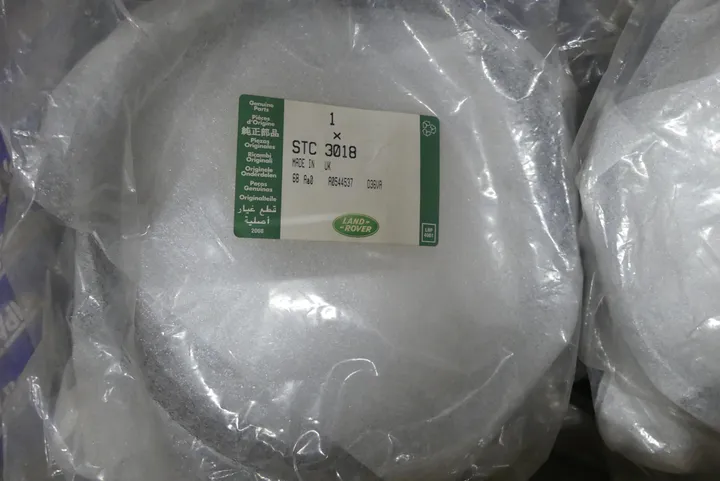 Genuine
Parts
Pièces
d'Origine
純正部品
Piezas
Originales
Ricambi
Originali
Originele
Onderdelen
Peças
Genuínas
Originalteile
قطع غيار
أصلية
2000
1
×
STC 3018
MADE IN UK
LAND-
-ROVER